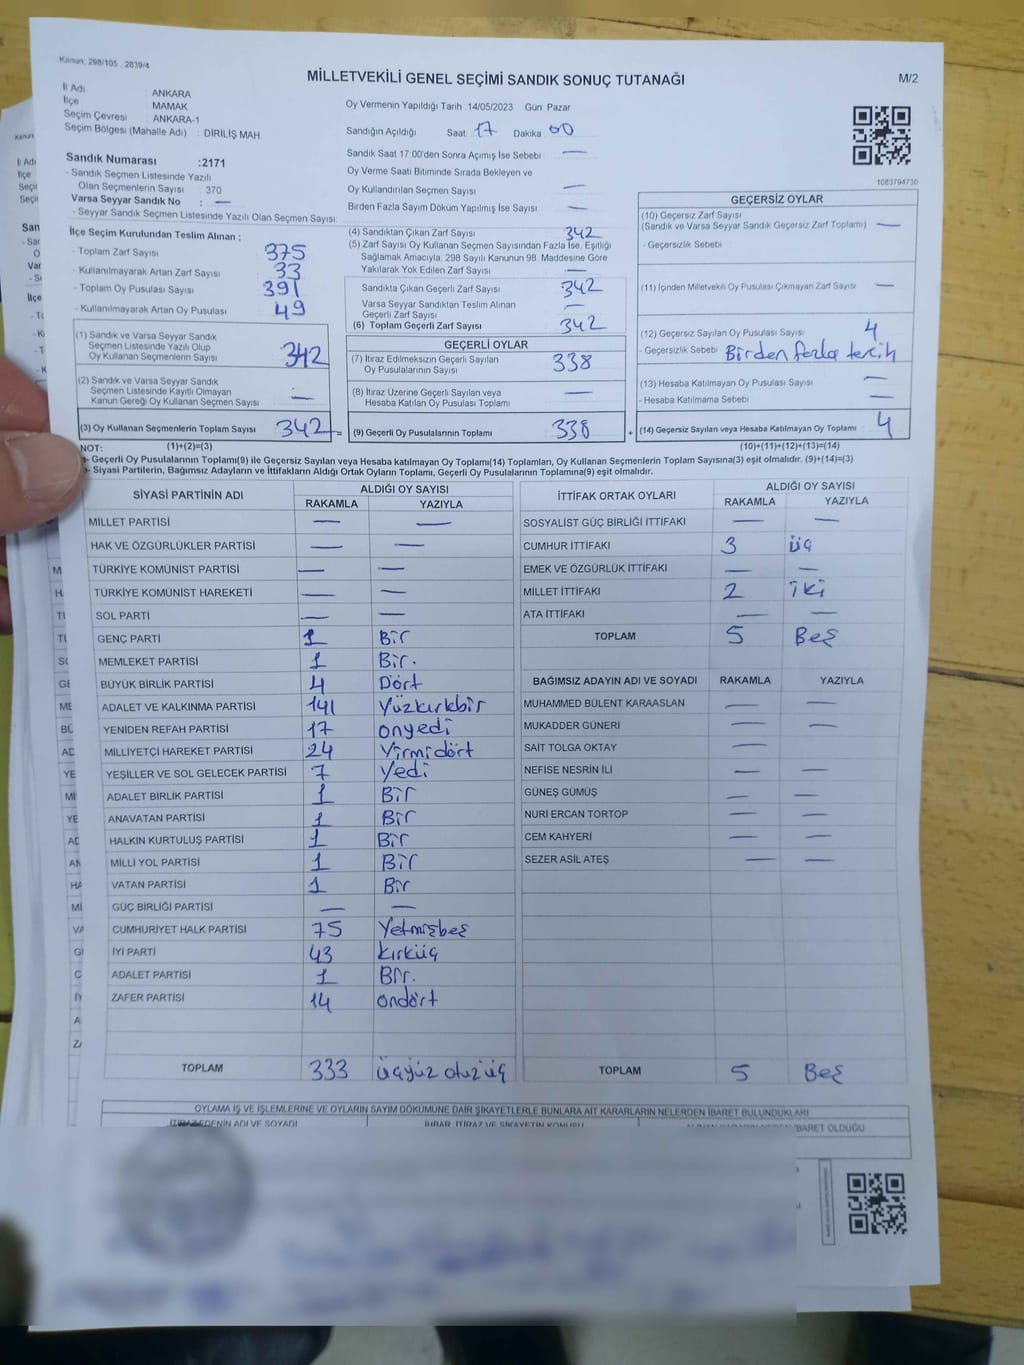 Kanun, 298/105 , 2839/4
MİLLETVEKİLİ GENEL SEÇİMİ SANDIK SONUÇ TUTANAĞI
M/2
İl Adı : ANKARA
İlçe : MAMAK
Seçim Çevresi : ANKARA-1
Seçim Bölgesi (Mahalle Adı) : DİRİLİŞ MAH.
Oy Vermenin Yapıldığı Tarih :14/05/2023 Gün: Pazar
Sandığın Açıldığı Saat 17 Dakika 00
Sandık Saat 17:00'den Sonra Açımış İse Sebebi —
Oy Verme Saati Bitiminde Sırada Bekleyen ve
Oy Kullandırılan Seçmen Sayısı —
Birden Fazla Sayım Döküm Yapılmış İse Sayısı —
1083794730
Sandık Numarası :2171
- Sandık Seçmen Listesinde Yazılı
Olan Seçmenlerin Sayısı : 370
Varsa Seyyar Sandık No : —
- Seyyar Sandık Seçmen Listesinde Yazılı Olan Seçmen Sayısı:
İlçe Seçim Kurulundan Teslim Alınan :
- Toplam Zarf Sayısı 375
- Kullanılmayarak Artan Zarf Sayısı 33
- Toplam Oy Pusulası Sayısı 391
- Kullanılmayarak Artan Oy Pusulası 49
(1) Sandık ve Varsa Seyyar Sandık
Seçmen Listesinde Yazılı Olup
Oy Kullanan Seçmenlerin Sayısı 342
(2) Sandık ve Varsa Seyyar Sandık
Seçmen Listesinde Kayıtlı Olmayan
Kanun Gereği Oy Kullanan Seçmen Sayısı —
(3) Oy Kullanan Seçmenlerin Toplam Sayısı 342 =
(1)+(2)=(3)
(4) Sandıktan Çıkan Zarf Sayısı 342
(5) Zarf Sayısı Oy Kullanan Seçmen Sayısından Fazla İse, Eşitliği
Sağlamak Amacıyla, 298 Sayılı Kanunun 98. Maddesine Göre
Yakılarak Yok Edilen Zarf Sayısı —
Sandıkta Çıkan Geçerli Zarf Sayısı 342
Varsa Seyyar Sandıktan Teslim Alınan
Geçerli Zarf Sayısı —
(6) Toplam Geçerli Zarf Sayısı 342
GEÇERLİ OYLAR
(7) İtiraz Edilmeksizin Geçerli Sayılan
Oy Pusulalarının Sayısı 338
(8) İtiraz Üzerine Geçerli Sayılan veya
Hesaba Katılan Oy Pusulası Toplamı —
(9) Geçerli Oy Pusulalarının Toplamı 338 +
GEÇERSİZ OYLAR
(10) Geçersiz Zarf Sayısı
(Sandık ve Varsa Seyyar Sandık Geçersiz Zarf Toplamı) —
- Geçersizlik Sebebi
(11) İçinden Milletvekili Oy Pusulası Çıkmayan Zarf Sayısı —
(12) Geçersiz Sayılan Oy Pusulası Sayısı 4
- Geçersizlik Sebebi Birden fazla tercih
(13) Hesaba Katılmayan Oy Pusulası Sayısı —
- Hesaba Katılmama Sebebi —
(14) Geçersiz Sayılan veya Hesaba Katılmayan Oy Toplamı 4
(10)+(11)+(12)+(13)=(14)
NOT:
a- Geçerli Oy Pusulalarının Toplamı(9) ile Geçersiz Sayılan veya Hesaba katılmayan Oy Toplamı(14) Toplamları, Oy Kullanan Seçmenlerin Toplam Sayısına(3) eşit olmalıdır. (9)+(14)=(3)
b- Siyasi Partilerin, Bağımsız Adayların ve İttifakların Aldığı Ortak Oyların Toplamı, Geçerli Oy Pusulalarının Toplamına(9) eşit olmalıdır.
SİYASİ PARTİNİN ADI ALDIĞI OY SAYISI
RAKAMLA YAZIYLA
MİLLET PARTİSİ — —
HAK VE ÖZGÜRLÜKLER PARTİSİ — —
TÜRKİYE KOMÜNİST PARTİSİ — —
TÜRKİYE KOMÜNİST HAREKETİ — —
SOL PARTİ — —
GENÇ PARTİ 1 Bir
MEMLEKET PARTİSİ 1 Bir.
BÜYÜK BİRLİK PARTİSİ 4 Dört
ADALET VE KALKINMA PARTİSİ 141 Yüzkırkbir
YENİDEN REFAH PARTİSİ 17 onyedi
MİLLİYETÇİ HAREKET PARTİSİ 24 Yirmidört
YEŞİLLER VE SOL GELECEK PARTİSİ 7 Yedi
ADALET BİRLİK PARTİSİ 1 Bir
ANAVATAN PARTİSİ 1 Bir
HALKIN KURTULUŞ PARTİSİ 1 Bir
MİLLİ YOL PARTİSİ 1 Bir
VATAN PARTİSİ 1 Bir
GÜÇ BİRLİĞİ PARTİSİ — —
CUMHURİYET HALK PARTİSİ 75 Yetmişbeş
İYİ PARTİ 43 kırküç
ADALET PARTİSİ 1 Bir.
ZAFER PARTİSİ 14 ondört
TOPLAM 333 üçyüz otuz üç
İTTİFAK ORTAK OYLARI ALDIĞI OY SAYISI
RAKAMLA YAZIYLA
SOSYALİST GÜÇ BİRLİĞİ İTTİFAKI — —
CUMHUR İTTİFAKI 3 üç
EMEK VE ÖZGÜRLÜK İTTİFAKI — —
MİLLET İTTİFAKI 2 iki
ATA İTTİFAKI — —
TOPLAM 5 Beş
BAĞIMSIZ ADAYIN ADI VE SOYADI RAKAMLA YAZIYLA
MUHAMMED BÜLENT KARAASLAN — —
MUKADDER GÜNERİ — —
SAİT TOLGA OKTAY —
NEFİSE NESRİN İLİ — —
GÜNEŞ GÜMÜŞ — —
NURİ ERCAN TORTOP — —
CEM KAHYERİ — —
SEZER ASİL ATEŞ — —
TOPLAM 5 Beş
OYLAMA İŞ VE İŞLEMLERİNE VE OYLARIN SAYIM DÖKÜMÜNE DAİR ŞİKAYETLERLE BUNLARA AİT KARARLARIN NELERDEN İBARET BULUNDUKLARI